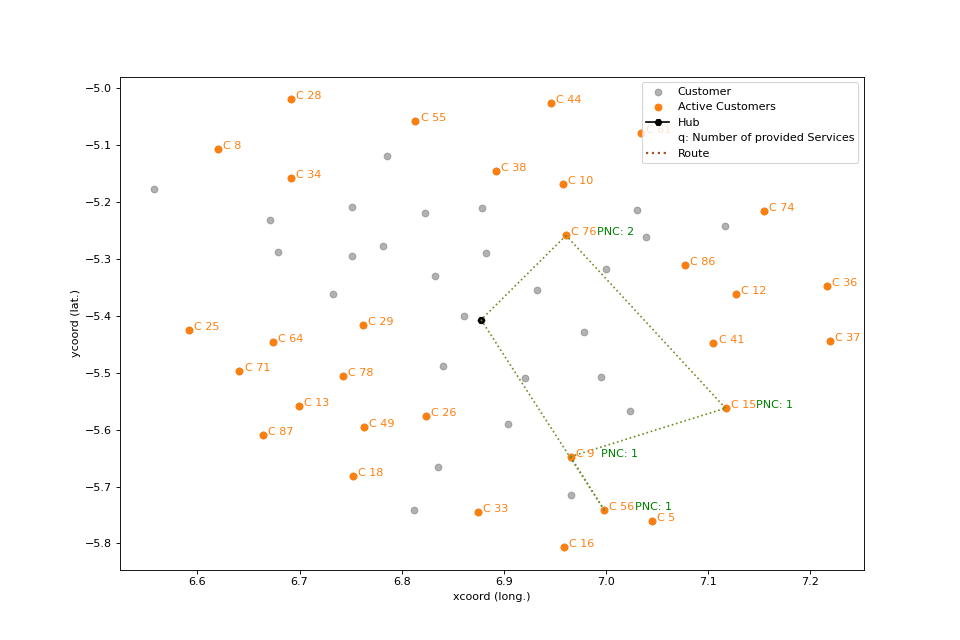 Customer
Active Customers
Hub
q: Number of provided Services
Route
C 28
C 44
C 55
C 81
C 8
C 38
C 34
C 10
C 74
C 76 PNC: 2
C 86
C 36
C 12
C 25
C 29
C 64
C 41
C 37
C 71
C 78
C 13
C 15 PNC: 1
C 26
C 87
C 49
C 9 PNC: 1
C 18
C 33
C 56 PNC: 1
C 5
C 16
−5.0
−5.1
−5.2
−5.3
−5.4
−5.5
−5.6
−5.7
−5.8
ycoord (lat.)
6.6 6.7 6.8 6.9 7.0 7.1 7.2
xcoord (long.)